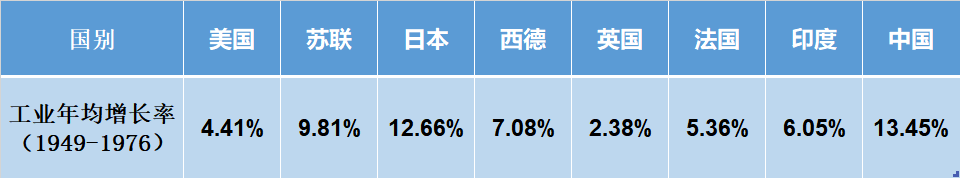 国别 美国 苏联 日本 西德 英国 法国 印度 中国
工业年均增长率
（1949-1976） 4.41% 9.81% 12.66% 7.08% 2.38% 5.36% 6.05% 13.45%